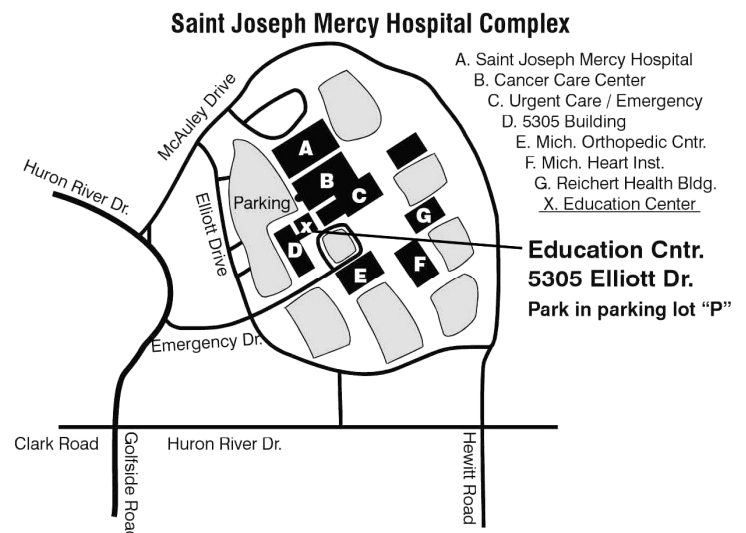 Saint Joseph Mercy Hospital Complex
A. Saint Joseph Mercy Hospital
B. Cancer Care Center
C. Urgent Care / Emergency
D. 5305 Building
E. Mich. Orthopedic Cntr.
F. Mich. Heart Inst.
G. Reichert Health Bldg.
X. Education Center
McAuley Drive
Huron River Dr.
Elliott Drive
Parking
A
B
C
X
D
G
E
F
Education Cntr.
5305 Elliott Dr.
Park in parking lot “P”
Emergency Dr.
Clark Road
Golfside Road
Huron River Dr.
Hewitt Road